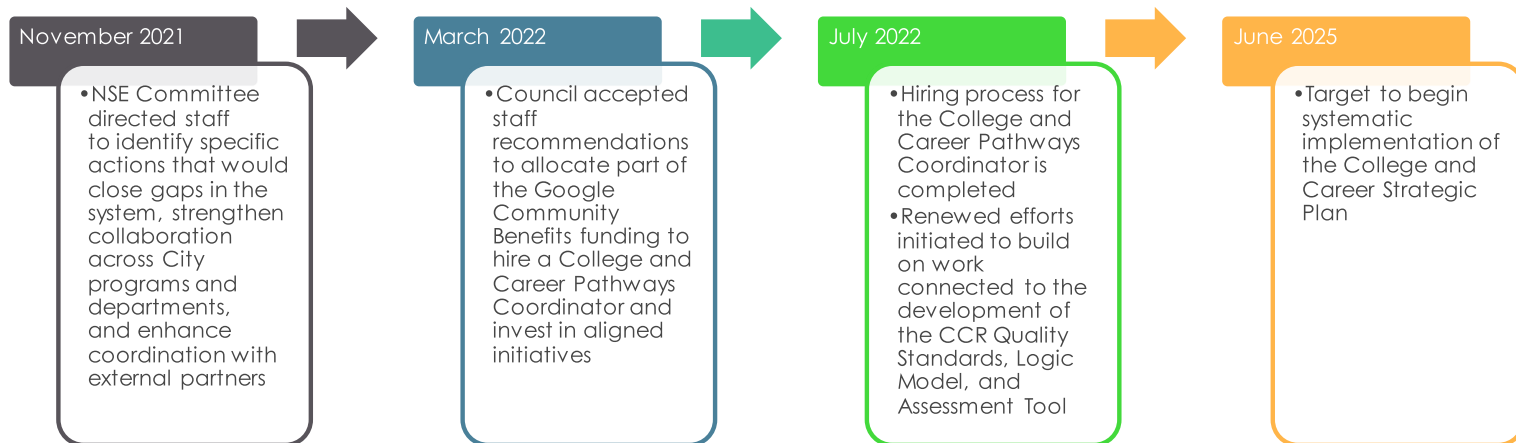 November 2021
•NSE Committee
directed staff
to identify specific
actions that would
close gaps in the
system, strengthen
collaboration
across City
programs and
departments,
and enhance
coordination with
external partners
March 2022
•Council accepted
staff
recommendations
to allocate part of
the Google
Community
Benefits funding to
hire a College and
Career Pathways
Coordinator and
invest in aligned
initiatives
July 2022
•Hiring process for
the College and
Career Pathways
Coordinator is
completed
•Renewed efforts
initiated to build
on work
connected to the
development of
the CCR Quality
Standards, Logic
Model, and
Assessment Tool
June 2025
•Target to begin
systematic
implementation of
the College and
Career Strategic
Plan